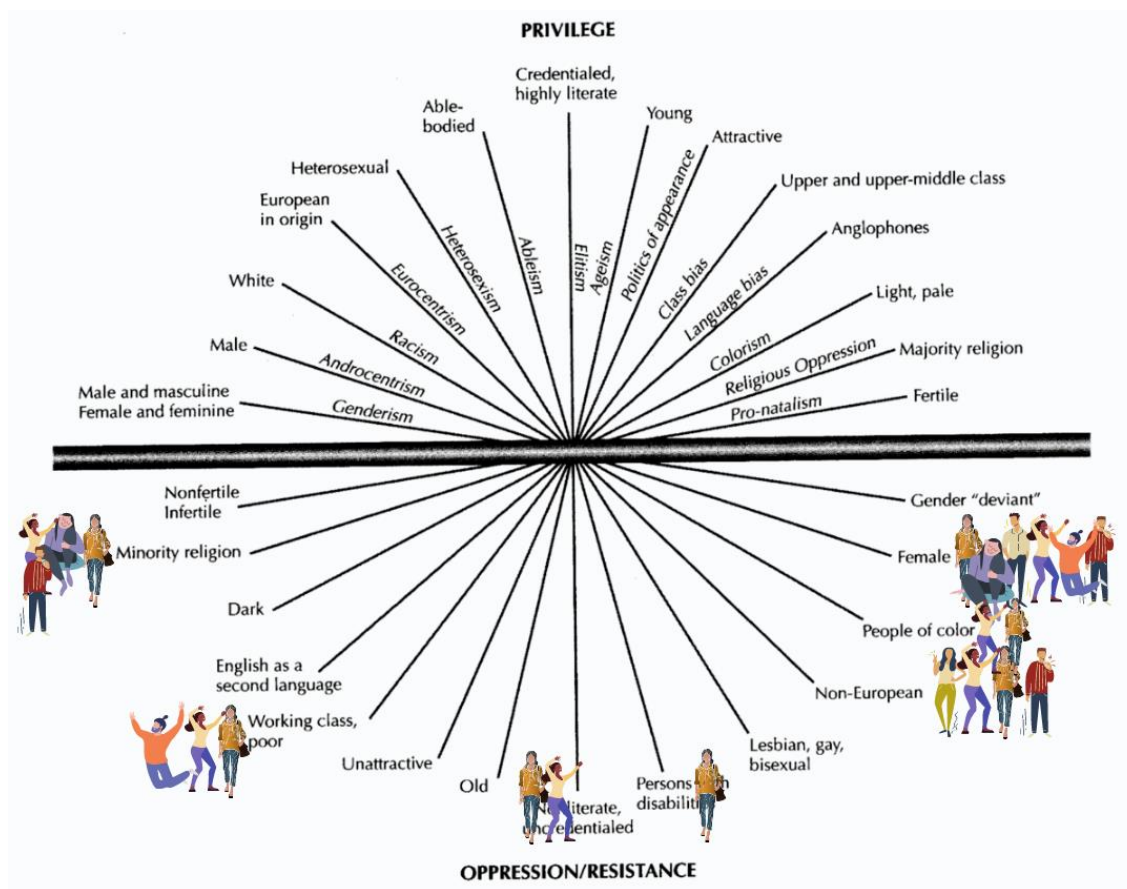 PRIVILEGE
Credentialed,
highly literate
Able-
bodied
Young
Attractive
Heterosexual
Upper and upper-middle class
European
in origin
Anglophones
White
Light, pale
Male
Majority religion
Male and masculine
Female and feminine
Fertile
Genderism
Androcentrism
Racism
Eurocentrism
Heterosexism
Ableism
Elitism
Ageism
Politics of appearance
Class bias
Language bias
Colorism
Religious Oppression
Pro-natalism
Nonfertile
Infertile
Gender “deviant”
Minority religion
Female
Dark
People of color
English as a
second language
Non-European
Working class,
poor
Lesbian, gay,
bisexual
Unattractive
Old
literate,
Persons
OPPRESSION/RESISTANCE